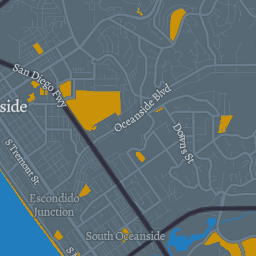 San Diego Fwy
Oceanside Blvd
side
Downs St
S Tremont St
Escondido
Junction
South Oceanside